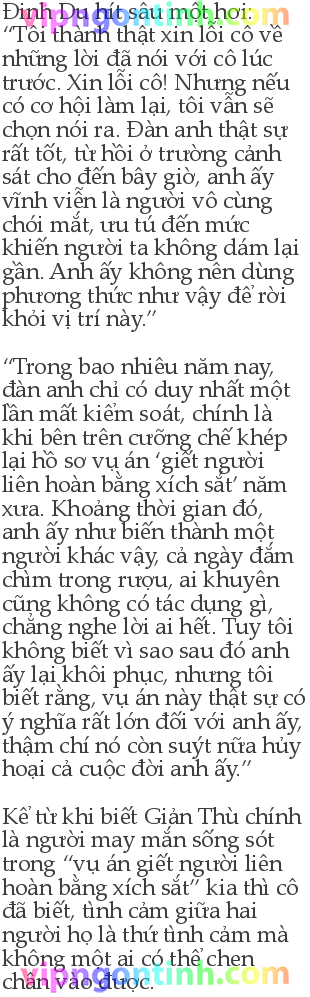 vipngontinh.com
Định Du hít sâu một hơi:
“Tôi thành thật xin lỗi cô về
những lời đã nói với cô lúc
trước. Xin lỗi cô! Nhưng nếu
có cơ hội làm lại, tôi vẫn sẽ
chọn nói ra. Đàn anh thật sự
rất tốt, từ hồi ở trường cảnh
sát cho đến bây giờ, anh ấy
vĩnh viễn là người vô cùng
chói mắt, ưu tú đến mức
khiến người ta không dám lại
gần. Anh ấy không nên dùng
phương thức như vậy để rời
khỏi vị trí này.”
“Trong bao nhiêu năm nay,
đàn anh chỉ có duy nhất một
lần mất kiểm soát, chính là
khi bên trên cưỡng chế khép
lại hồ sơ vụ án ‘giết người
liên hoàn bằng xích sắt’ năm
xưa. Khoảng thời gian đó,
anh ấy như biến thành một
người khác vậy, cả ngày đắm
chìm trong rượu, ai khuyên
cũng không có tác dụng gì,
chẳng nghe lời ai hết. Tuy tôi
không biết vì sao sau đó anh
ấy lại khôi phục, nhưng tôi
biết rằng, vụ án này thật sự có
ý nghĩa rất lớn đối với anh ấy,
thậm chí nó còn suýt nữa hủy
hoại cả cuộc đời anh ấy.”
Kể từ khi biết Giản Thù chính
là người may mắn sống sót
trong “vụ án giết người liên
hoàn bằng xích sắt” kia thì cô
đã biết, tình cảm giữa hai
người họ là thứ tình cảm mà
không một ai có thể chen
chân vào được.
vipngontinh.com